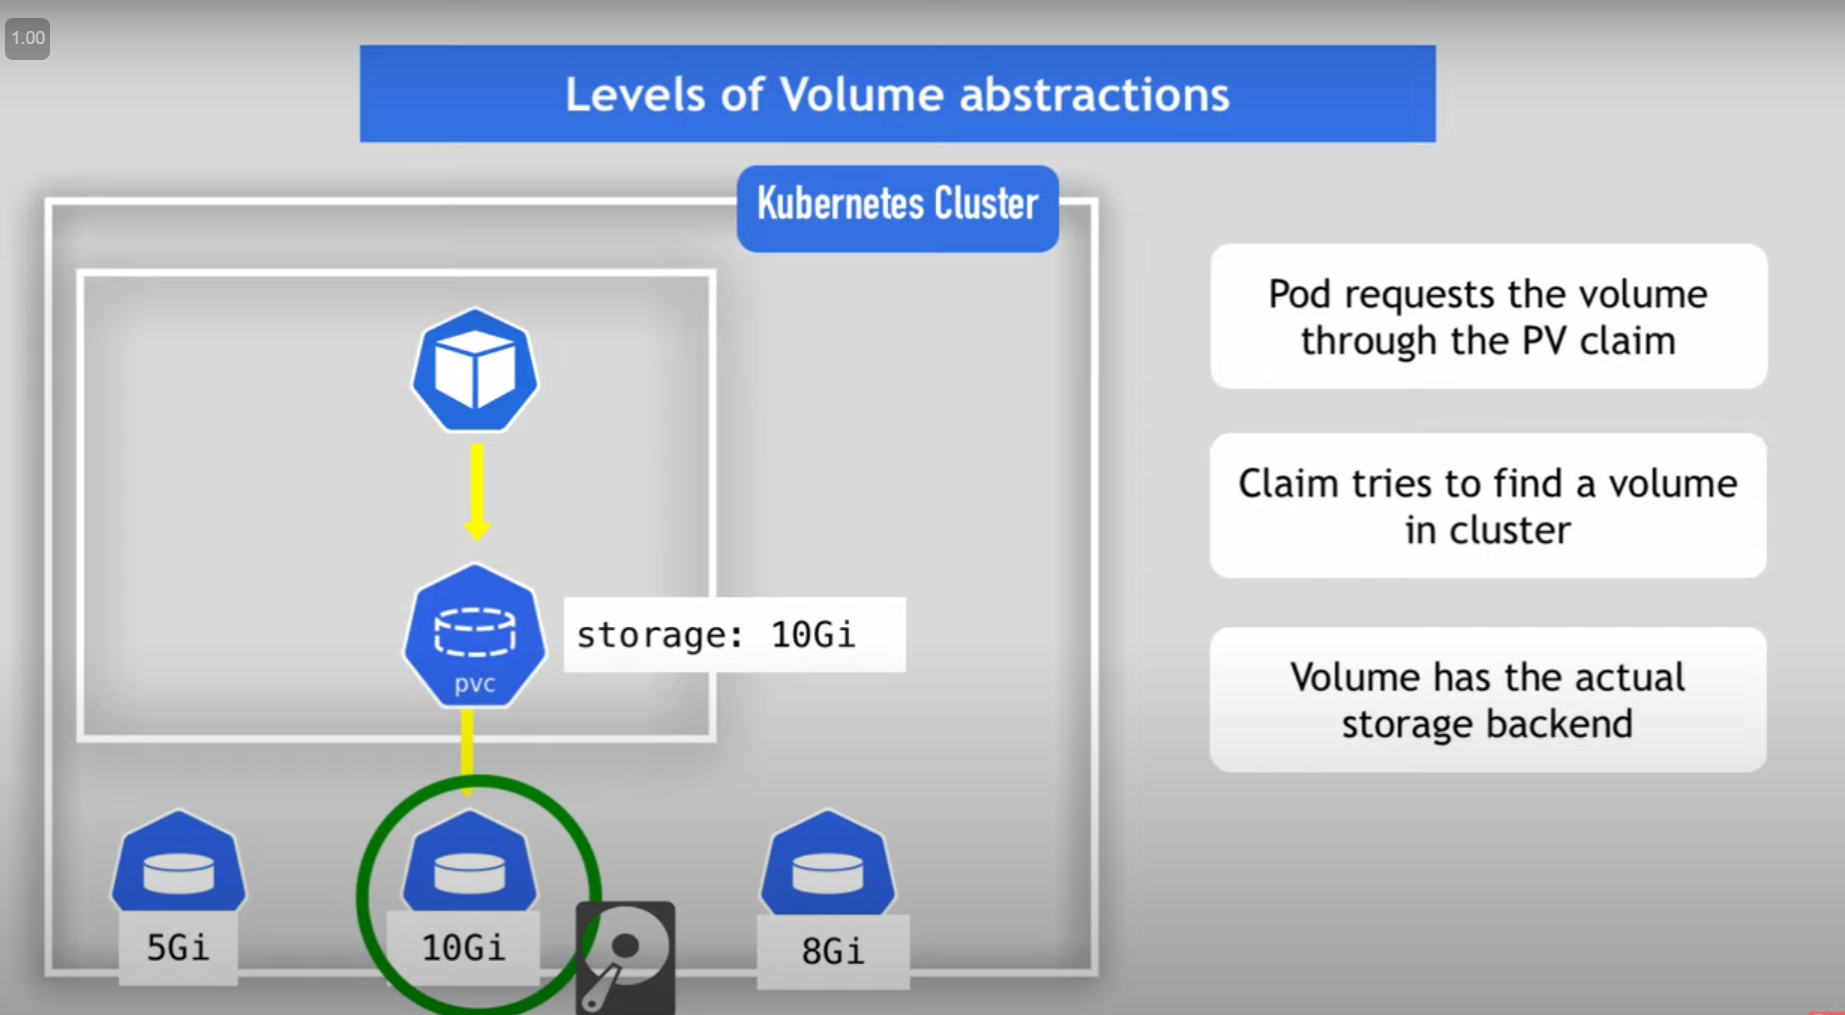 1.00
Levels of Volume abstractions
Kubernetes Cluster
Pod requests the volume
through the PV claim
Claim tries to find a volume
in cluster
storage: 10Gi
pvc
Volume has the actual
storage backend
5Gi
10Gi
8Gi